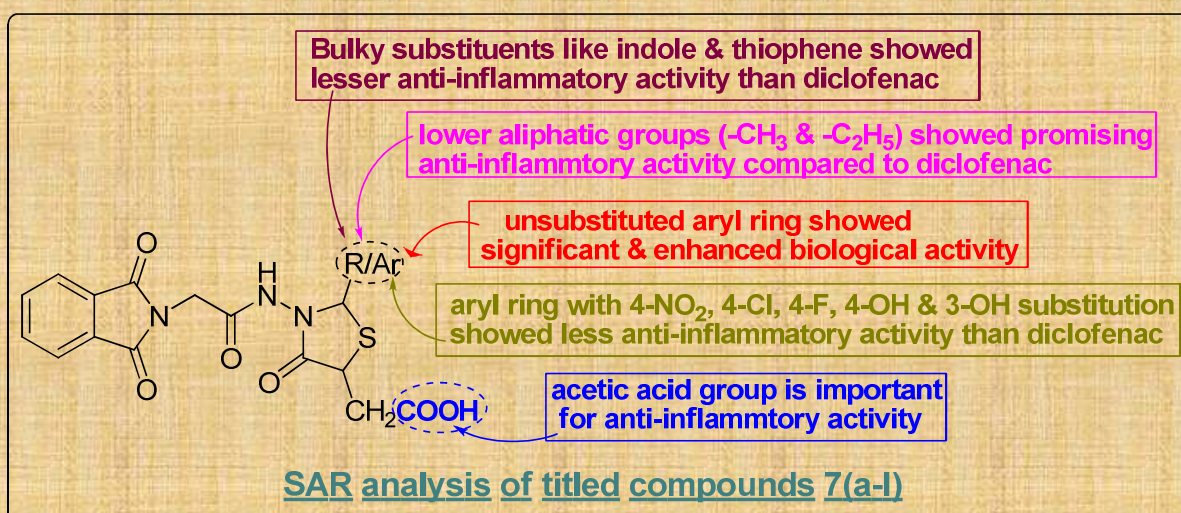 Bulky substituents like indole & thiophene showed
lesser anti-inflammatory activity than diclofenac
lower aliphatic groups (-CH₃ & -C₂H₅) showed promising
anti-inflammtory activity compared to diclofenac
unsubstituted aryl ring showed
significant & enhanced biological activity
aryl ring with 4-NO₂, 4-Cl, 4-F, 4-OH & 3-OH substitution
showed less anti-inflammatory activity than diclofenac
acetic acid group is important
for anti-inflammtory activity
O
R/Ar
H
N
N
N
S
O
O
O
CH₂COOH
SAR analysis of titled compounds 7(a-l)